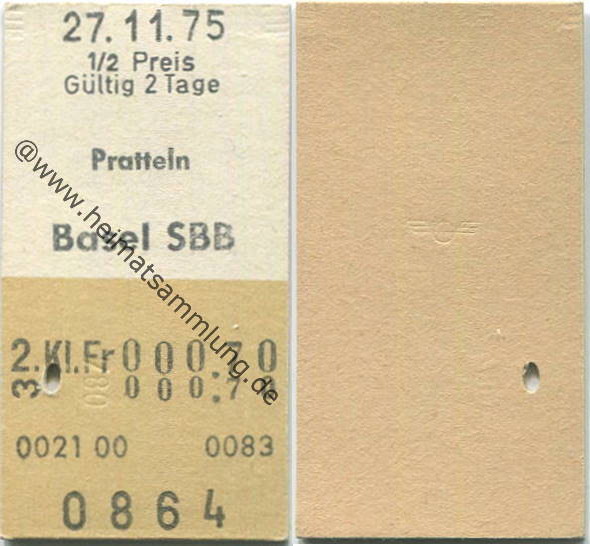 27.11.75
1/2 Preis
Gültig 2 Tage
Pratteln
Basel SBB
2.Kl.Fr 000:70
3 000:70
0021 00 0083
0864
@www.heimatsammlung.de